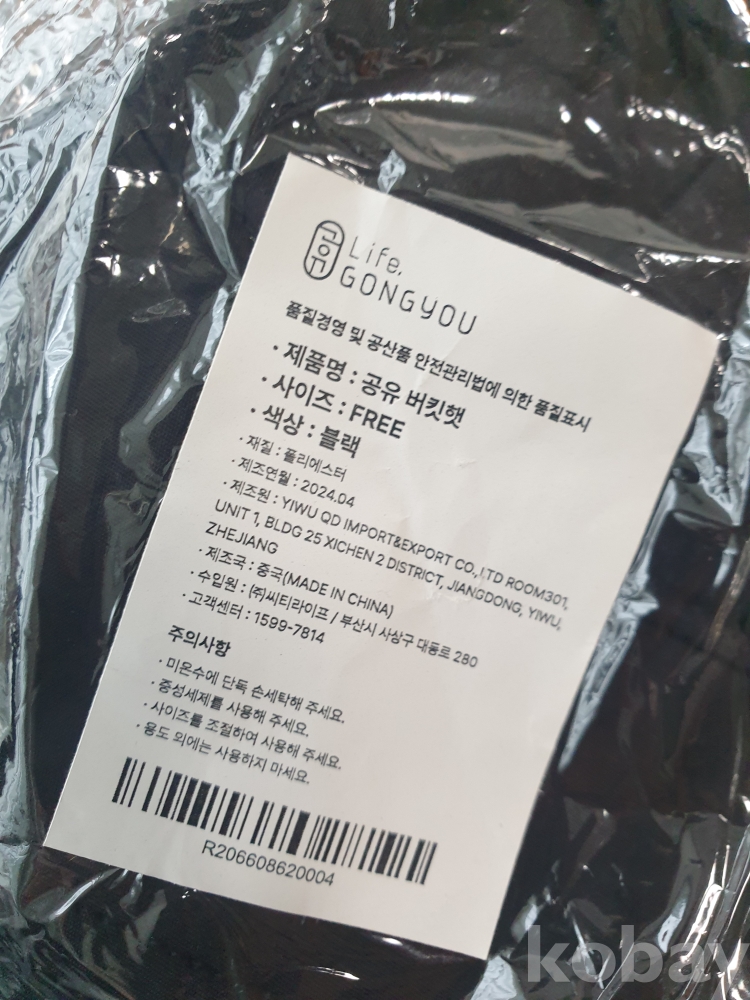 공유
Life.
GONGYOU
품질경영 및 공산품 안전관리법에 의한 품질표시
· 제품명 : 공유 버킷햇
· 사이즈 : FREE
· 색상 : 블랙
· 재질 : 폴리에스터
· 제조연월 : 2024.04
· 제조원 : YIWU QD IMPORT&EXPORT CO., LTD ROOM301,
UNIT 1, BLDG 25 XICHEN 2 DISTRICT, JIANGDONG, YIWU,
ZHEJIANG
· 제조국 : 중국(MADE IN CHINA)
· 수입원 : (주)씨티라이프 / 부산시 사상구 대동로 280
· 고객센터 : 1599-7814
주의사항
· 미온수에 단독 손세탁해 주세요.
· 중성세제를 사용해 주세요.
· 사이즈를 조절하여 사용해 주세요.
· 용도 외에는 사용하지 마세요.
R206608620004
kobay